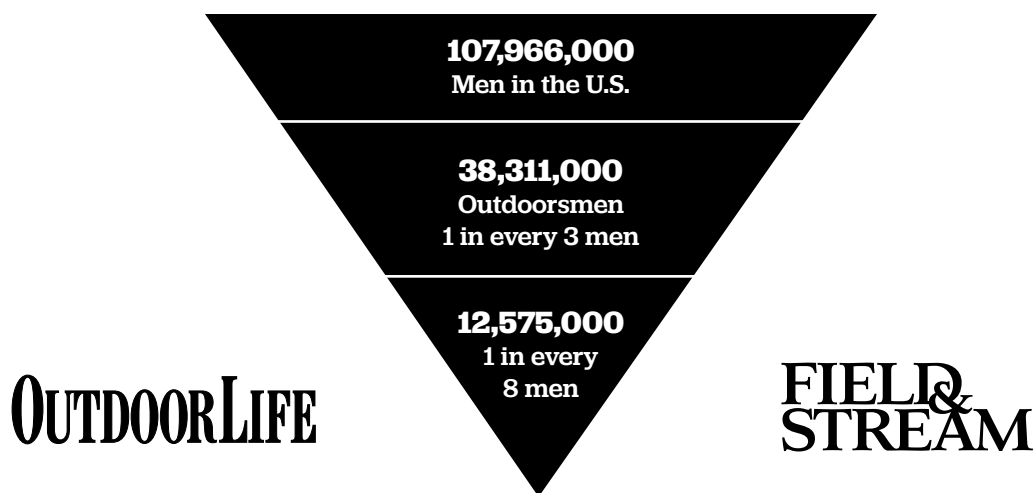 107,966,000
Men in the U.S.
38,311,000
Outdoorsmen
1 in every 3 men
12,575,000
1 in every
8 men
OUTDOORLIFE
FIELD &
STREAM